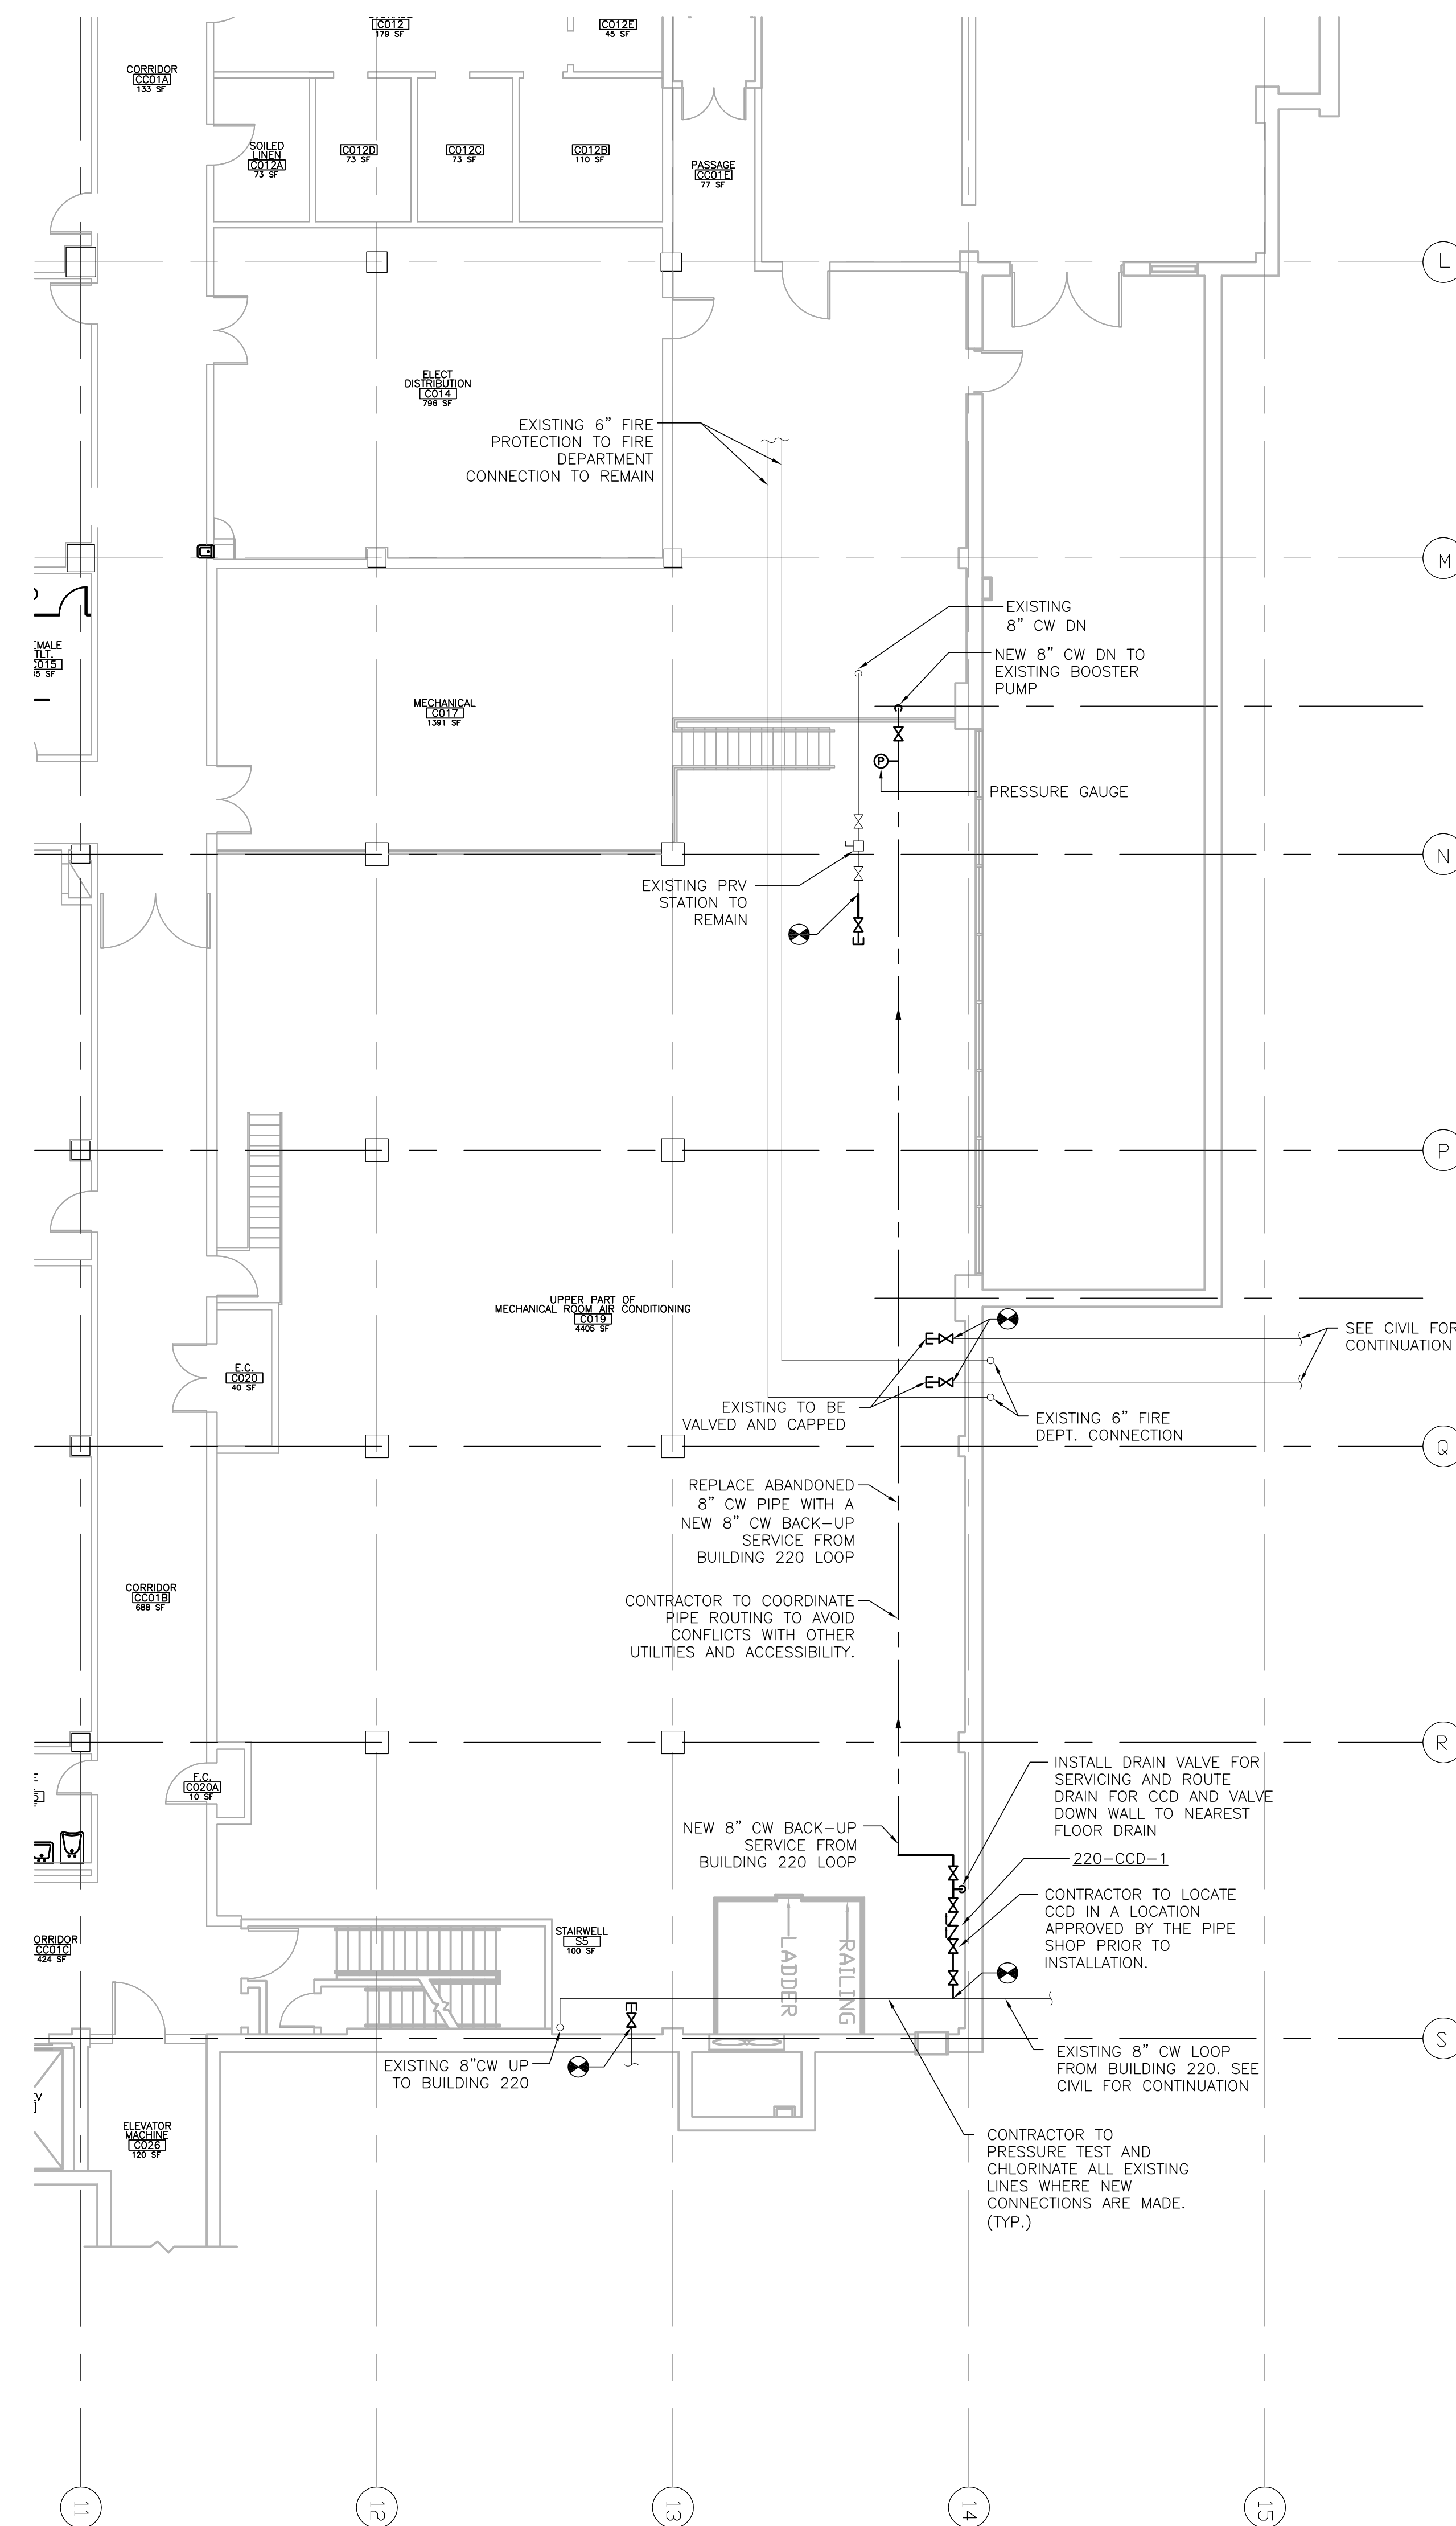 C012
179 SF
C012E
45 SF
CORRIDOR
CC01A
133 SF
SOILED
LINEN
C012A
73 SF
C012D
73 SF
C012C
73 SF
C012B
110 SF
PASSAGE
CC01E
77 SF
L
ELECT
DISTRIBUTION
C014
796 SF
EXISTING 6" FIRE
PROTECTION TO FIRE
DEPARTMENT
CONNECTION TO REMAIN
M
EXISTING
8" CW DN
NEW 8" CW DN TO
EXISTING BOOSTER
PUMP
EMALE
TLT.
C015
5 SF
MECHANICAL
C017
1391 SF
P
PRESSURE GAUGE
N
EXISTING PRV
STATION TO
REMAIN
P
UPPER PART OF
MECHANICAL ROOM AIR CONDITIONING
C019
4405 SF
SEE CIVIL FOR
CONTINUATION
E.C.
C020
40 SF
EXISTING TO BE
VALVED AND CAPPED
EXISTING 6" FIRE
DEPT. CONNECTION
Q
REPLACE ABANDONED
8" CW PIPE WITH A
NEW 8" CW BACK-UP
SERVICE FROM
BUILDING 220 LOOP
CORRIDOR
CC01B
688 SF
CONTRACTOR TO COORDINATE
PIPE ROUTING TO AVOID
CONFLICTS WITH OTHER
UTILITIES AND ACCESSIBILITY.
R
F.C.
C020A
10 SF
INSTALL DRAIN VALVE FOR
SERVICING AND ROUTE
DRAIN FOR CCD AND VALVE
DOWN WALL TO NEAREST
FLOOR DRAIN
NEW 8" CW BACK-UP
SERVICE FROM
BUILDING 220 LOOP
220-CCD-1
CONTRACTOR TO LOCATE
CCD IN A LOCATION
APPROVED BY THE PIPE
SHOP PRIOR TO
INSTALLATION.
ORRIDOR
CC01C
424 SF
STAIRWELL
S5
100 SF
LADDER
RAILING
S
EXISTING 8"CW UP
TO BUILDING 220
EXISTING 8" CW LOOP
FROM BUILDING 220. SEE
CIVIL FOR CONTINUATION
ELEVATOR
MACHINE
C026
120 SF
CONTRACTOR TO
PRESSURE TEST AND
CHLORINATE ALL EXISTING
LINES WHERE NEW
CONNECTIONS ARE MADE.
(TYP.)
11
12
13
14
15